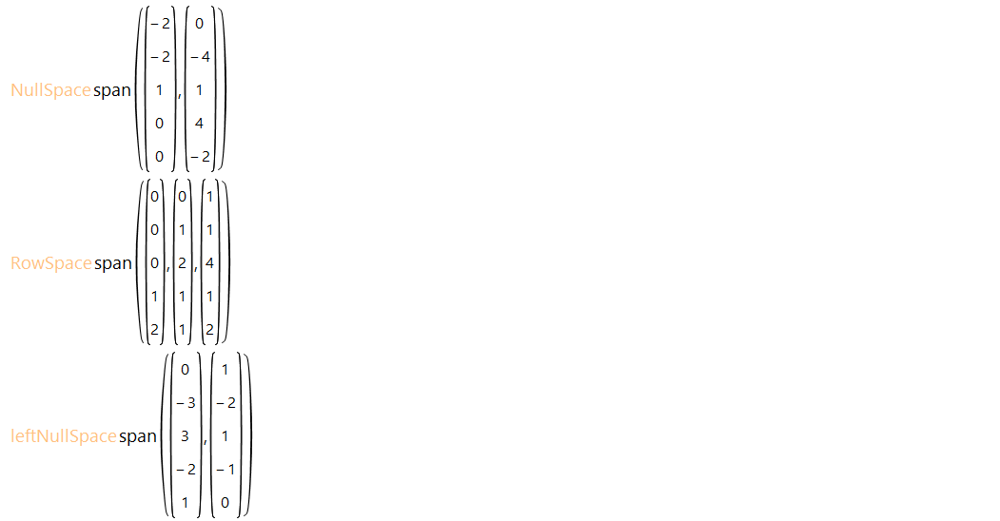 NullSpace span ( ( -2 -2 1 0 0 ) , ( 0 -4 1 4 -2 ) )
RowSpace span ( ( 0 0 0 1 2 ) , ( 0 1 2 1 1 ) , ( 1 1 4 1 2 ) )
leftNullSpace span ( ( 0 -3 3 -2 1 ) , ( 1 -2 1 -1 0 ) )